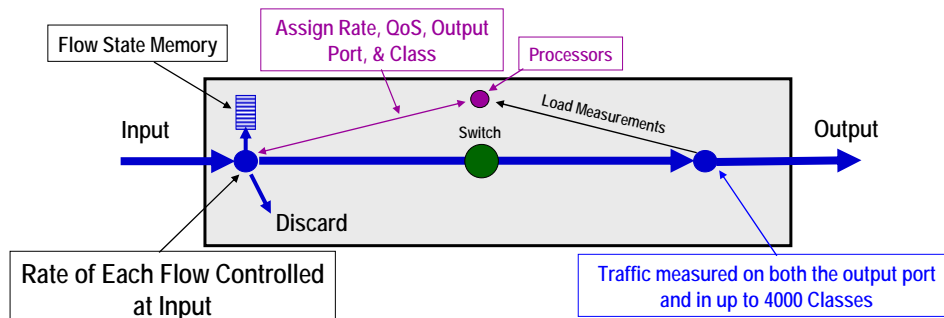 Flow State Memory
Assign Rate, QoS, Output
Port, & Class
Processors
Load Measurements
Input
Switch
Output
Discard
Rate of Each Flow Controlled
at Input
Traffic measured on both the output port
and in up to 4000 Classes